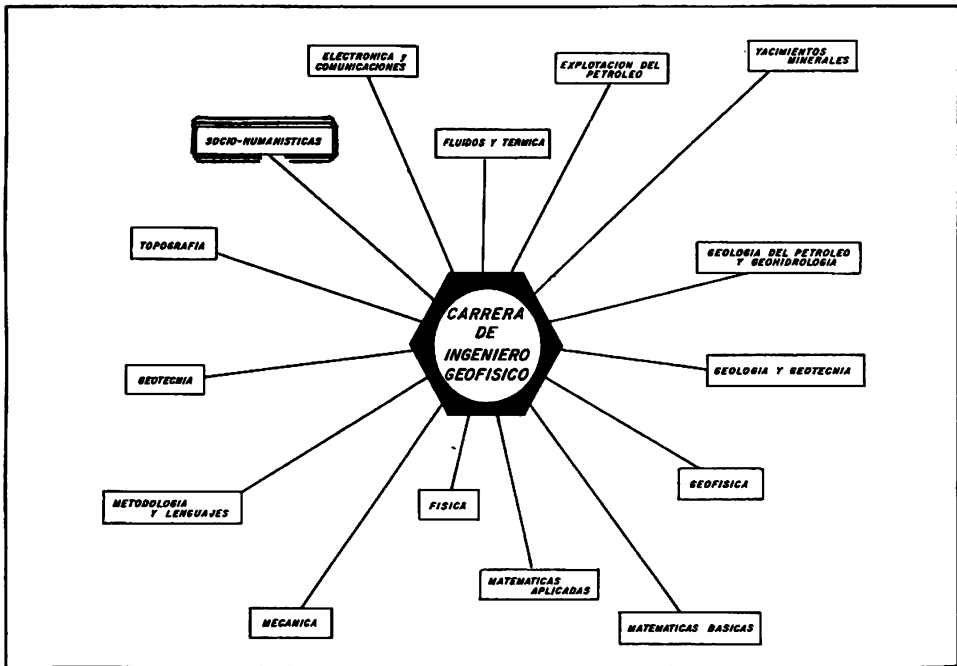 ELECTRONICA y
COMUNICACIONES
EXPLOTACION DEL
PETROLEO
YACIMIENTOS
MINERALES
SOCIO-HUMANISTICAS
FLUIDOS Y TERMICA
TOPOGRAFIA
GEOLOGIA DEL PETROLEO
Y GEOHIDROLOGIA
CARRERA
DE
INGENIERO
GEOFISICO
GEOTECNIA
GEOLOGIA Y GEOTECNIA
METODOLOGIA
Y LENGUAJES
FISICA
GEOFISICA
MATEMATICAS
APLICADAS
MECANICA
MATEMATICAS BASICAS